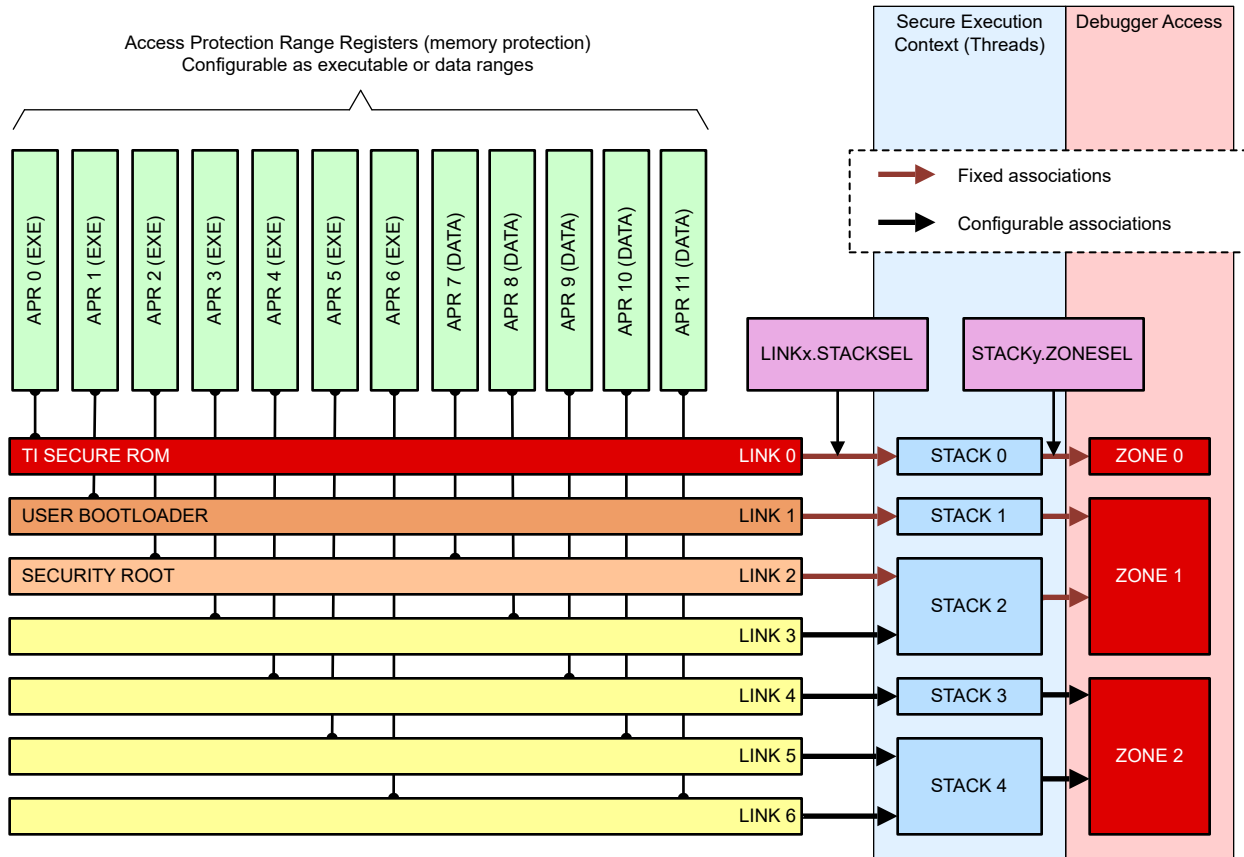 Access Protection Range Registers (memory protection)
Configurable as executable or data ranges
Secure Execution
Context (Threads)
Debugger Access
Fixed associations
Configurable associations
APR 0 (EXE)
APR 1 (EXE)
APR 2 (EXE)
APR 3 (EXE)
APR 4 (EXE)
APR 5 (EXE)
APR 6 (EXE)
APR 7 (DATA)
APR 8 (DATA)
APR 9 (DATA)
APR 10 (DATA)
APR 11 (DATA)
LINKx.STACKSEL
STACKy.ZONESEL
TI SECURE ROM
LINK 0
STACK 0
ZONE 0
USER BOOTLOADER
LINK 1
STACK 1
ZONE 1
SECURITY ROOT
LINK 2
STACK 2
LINK 3
LINK 4
STACK 3
ZONE 2
LINK 5
STACK 4
LINK 6